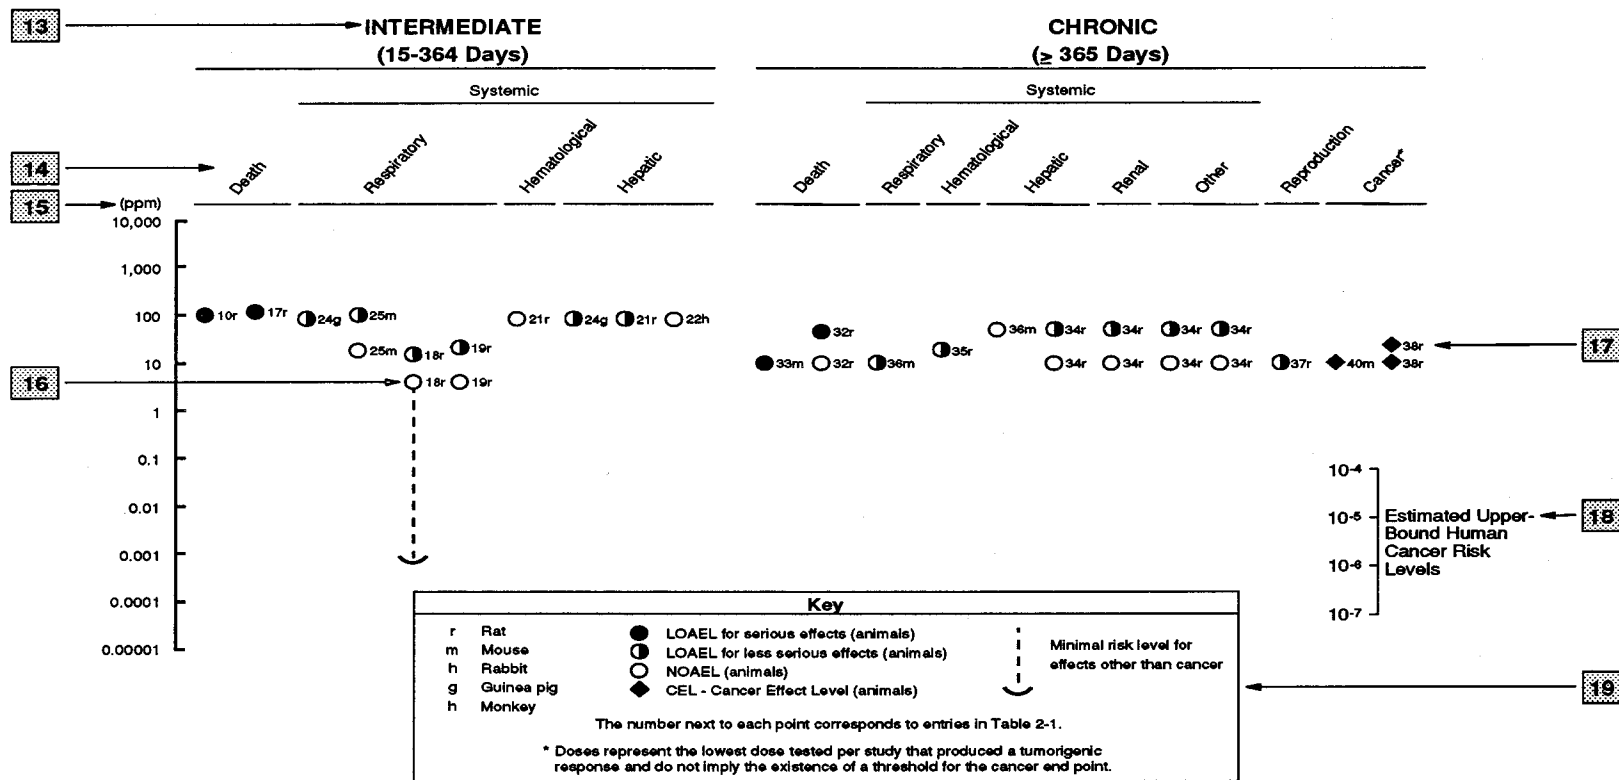 13
INTERMEDIATE
(15-364 Days)
CHRONIC
(≥ 365 Days)
Systemic
Systemic
14
Death
Respiratory
Hematological
Hepatic
Death
Respiratory
Hematological
Hepatic
Renal
Other
Reproduction
Cancer*
15
(ppm)
10,000
1,000
100
10r
17r
24g
25m
21r
24g
21r
22h
32r
36m
34r
34r
34r
34r
25m
18r
19r
35r
38r
17
10
33m
32r
36m
34r
34r
34r
34r
37r
40m
38r
16
18r
19r
1
0.1
0.01
0.001
0.0001
0.00001
10-4
10-5
10-6
10-7
Estimated Upper-
Bound Human
Cancer Risk
Levels
18
Key
r Rat
m Mouse
h Rabbit
g Guinea pig
h Monkey
LOAEL for serious effects (animals)
LOAEL for less serious effects (animals)
NOAEL (animals)
CEL - Cancer Effect Level (animals)
Minimal risk level for
effects other than cancer
19
The number next to each point corresponds to entries in Table 2-1.
* Doses represent the lowest dose tested per study that produced a tumorigenic
response and do not imply the existence of a threshold for the cancer end point.